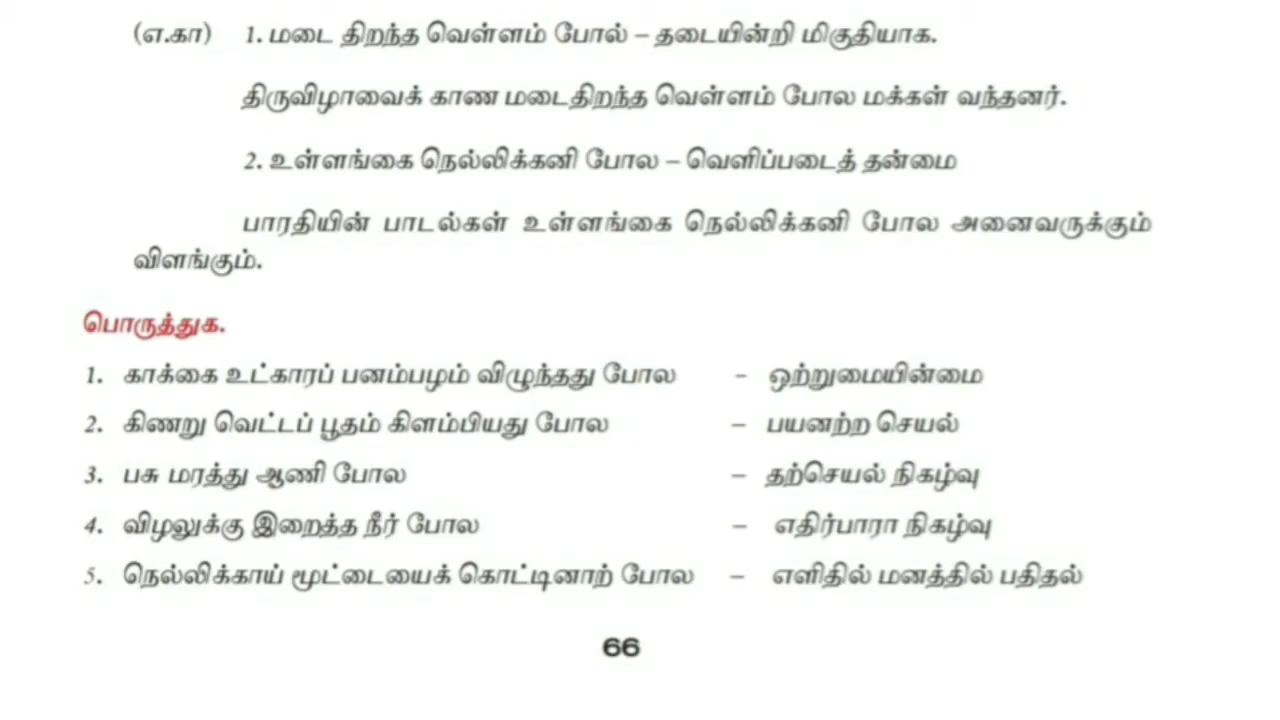 (எ.கா) 1. மடை திறந்த வெள்ளம் போல் – தடையின்றி மிகுதியாக.
திருவிழாவைக் காண மடைதிறந்த வெள்ளம் போல மக்கள் வந்தனர்.
2. உள்ளங்கை நெல்லிக்கனி போல – வெளிப்படைத் தன்மை
பாரதியின் பாடல்கள் உள்ளங்கை நெல்லிக்கனி போல அனைவருக்கும்
விளங்கும்.
பொருத்துக.
1. காக்கை உட்காரப் பனம்பழம் விழுந்தது போல – ஒற்றுமையின்மை
2. கிணறு வெட்டப் பூதம் கிளம்பியது போல – பயனற்ற செயல்
3. பசு மரத்து ஆணி போல – தற்செயல் நிகழ்வு
4. விழலுக்கு இறைத்த நீர் போல – எதிர்பாரா நிகழ்வு
5. நெல்லிக்காய் மூட்டையைக் கொட்டினாற் போல – எளிதில் மனத்தில் பதிதல்
66